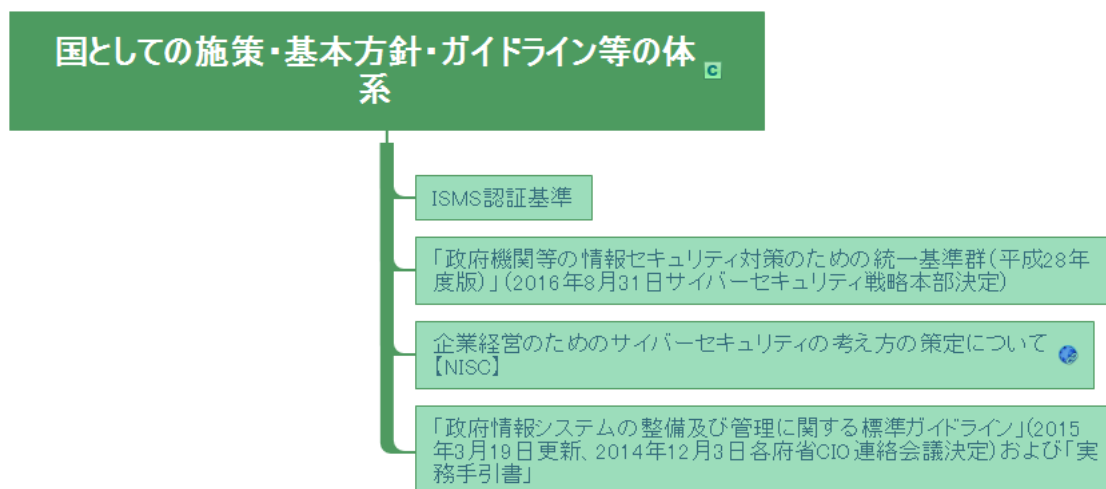 国としての施策・基本方針・ガイドライン等の体
系
C
ISMS認証基準
「政府機関等の情報セキュリティ対策のための統一基準群(平成28年
度版)」(2016年8月31日サイバーセキュリティ戦略本部決定)
企業経営のためのサイバーセキュリティの考え方の策定について
【NISC】
「政府情報システムの整備及び管理に関する標準ガイドライン」(2015
年3月19日更新、2014年12月3日各府省CIO連絡会議決定)および「実
務手引書」